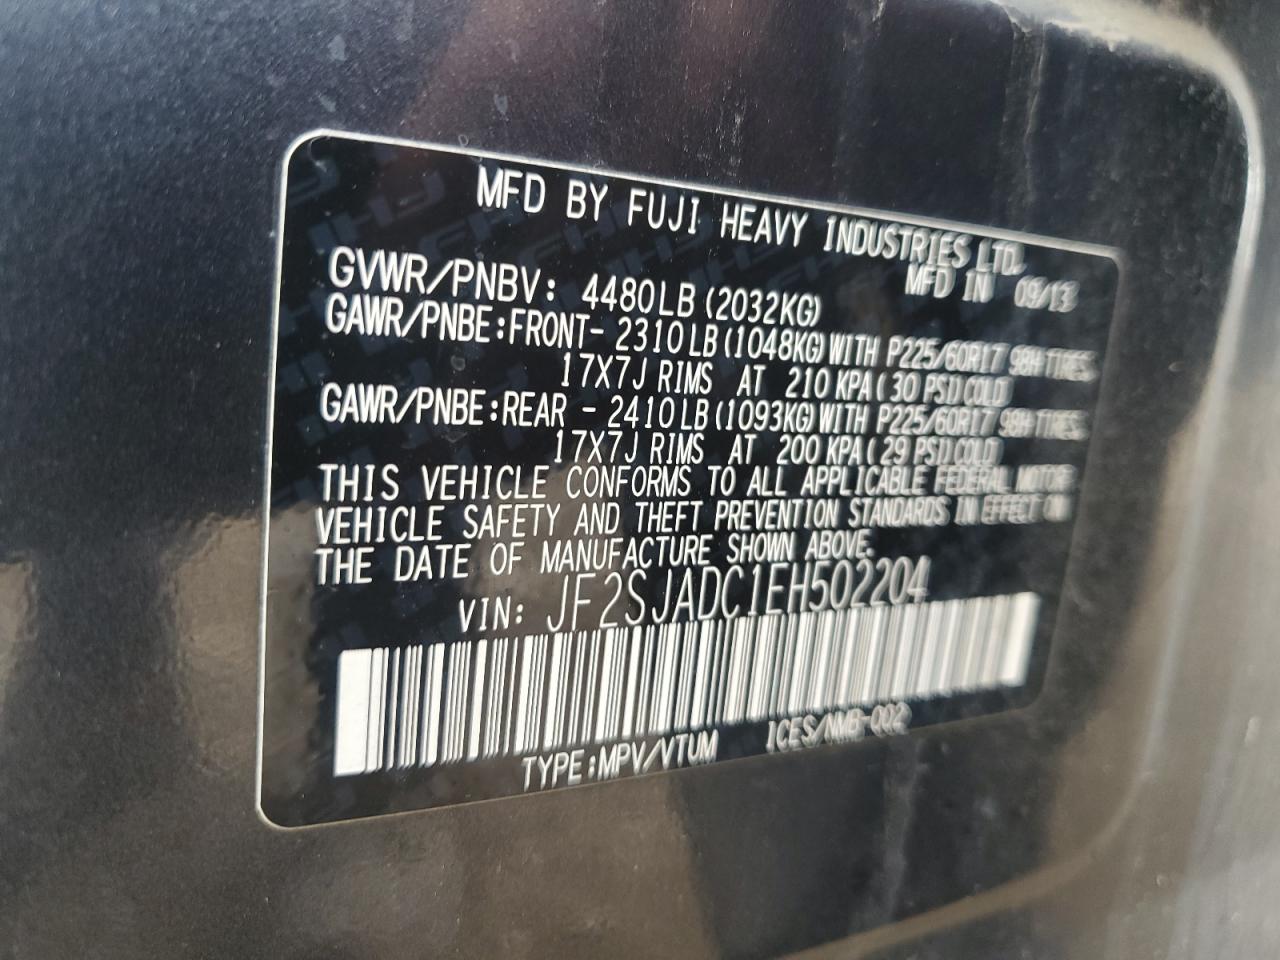 MFD BY FUJI HEAVY INDUSTRIES LTD.
MFD IN 09/13
GVWR/PNBV: 4480LB (2032KG)
GAWR/PNBE:FRONT- 2310LB (1048KG) WITH P225/60R17 98H TIRES
17X7J RIMS AT 210 KPA (30 PSI) COLD
GAWR/PNBE:REAR - 2410LB (1093KG) WITH P225/60R17 98H TIRES
17X7J RIMS AT 200 KPA (29 PSI) COLD
THIS VEHICLE CONFORMS TO ALL APPLICABLE FEDERAL MOTOR
VEHICLE SAFETY AND THEFT PREVENTION STANDARDS IN EFFECT ON
THE DATE OF MANUFACTURE SHOWN ABOVE.
VIN: JF2SJADC1EH502204
TYPE:MPV/VTUM ICES/NMB-002